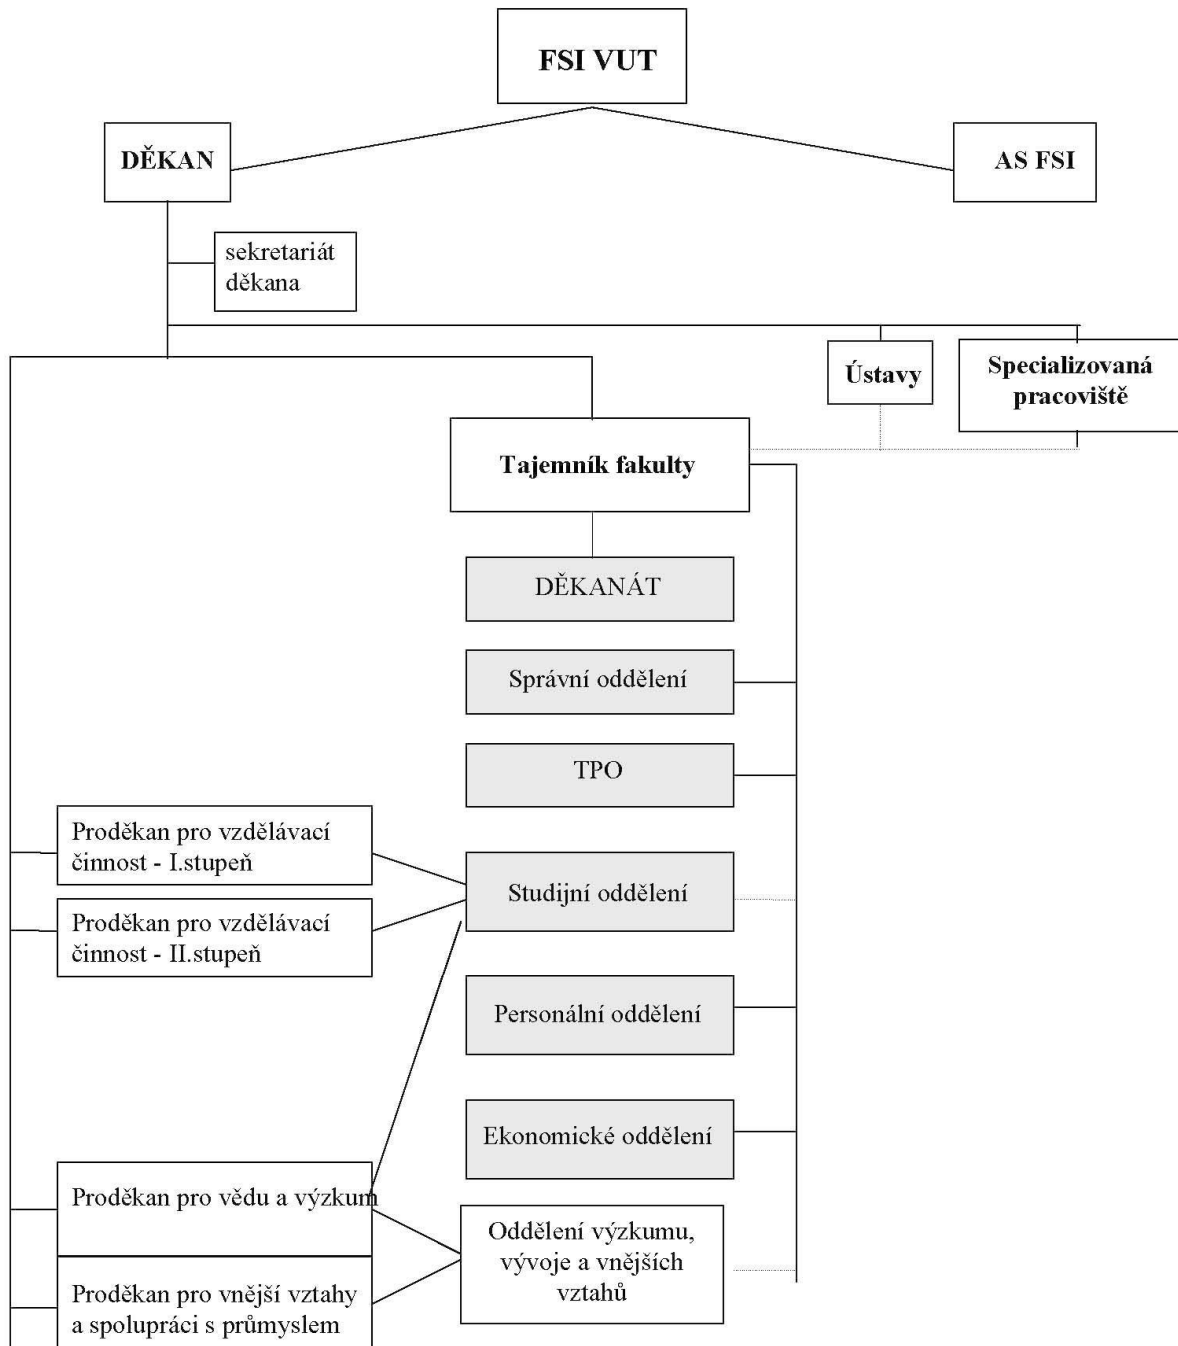 FSI VUT
DĚKAN
AS FSI
sekretariát
děkana
Ústavy
Specializovaná
pracoviště
Tajemník fakulty
DĚKANÁT
Správní oddělení
TPO
Proděkan pro vzdělávací
činnost - I.stupeň
Studijní oddělení
Proděkan pro vzdělávací
činnost - II.stupeň
Personální oddělení
Ekonomické oddělení
Proděkan pro vědu a výzkum
Oddělení výzkumu,
vývoje a vnějších
vztahů
Proděkan pro vnější vztahy
a spolupráci s průmyslem